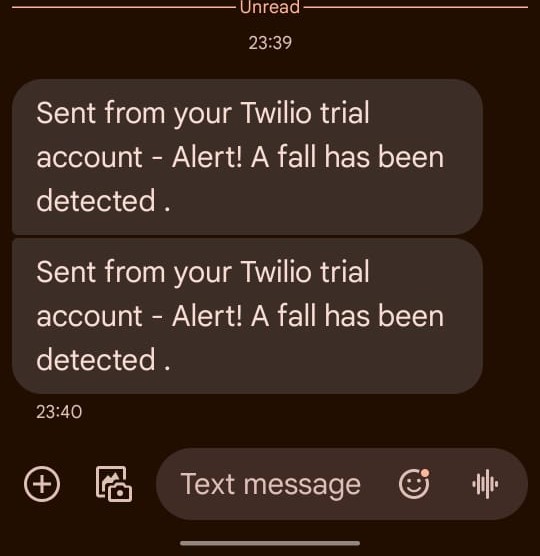 Unread
23:39
Sent from your Twilio trial
account - Alert! A fall has been
detected .
Sent from your Twilio trial
account - Alert! A fall has been
detected .
23:40
Text message